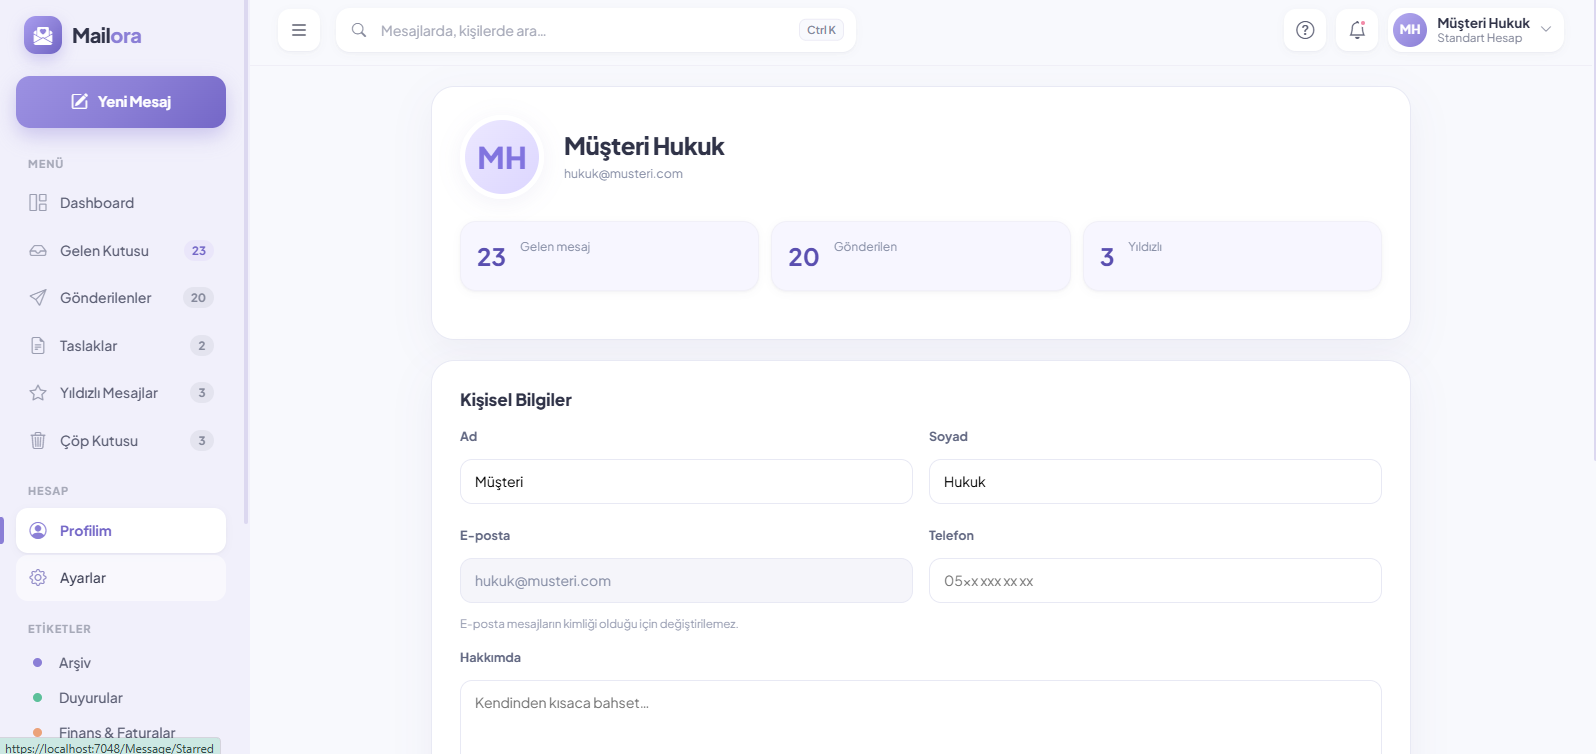 Mailora
Mesajlarda, kişilerde ara...
Ctrl K
MH
Müşteri Hukuk
Standart Hesap
Yeni Mesaj
MENÜ
Dashboard
Gelen Kutusu 23
Gönderilenler 20
Taslaklar 2
Yıldızlı Mesajlar 3
Çöp Kutusu 3
HESAP
Profilim
Ayarlar
ETİKETLER
Arşiv
Duyurular
Finans & Faturalar
https://localhost:7048/Message/Starred
MH
Müşteri Hukuk
hukuk@musteri.com
23 Gelen mesaj
20 Gönderilen
3 Yıldızlı
Kişisel Bilgiler
Ad
Müşteri
Soyad
Hukuk
E-posta
hukuk@musteri.com
Telefon
05xx xxx xx xx
E-posta mesajların kimliği olduğu için değiştirilemez.
Hakkımda
Kendinden kısaca bahset...